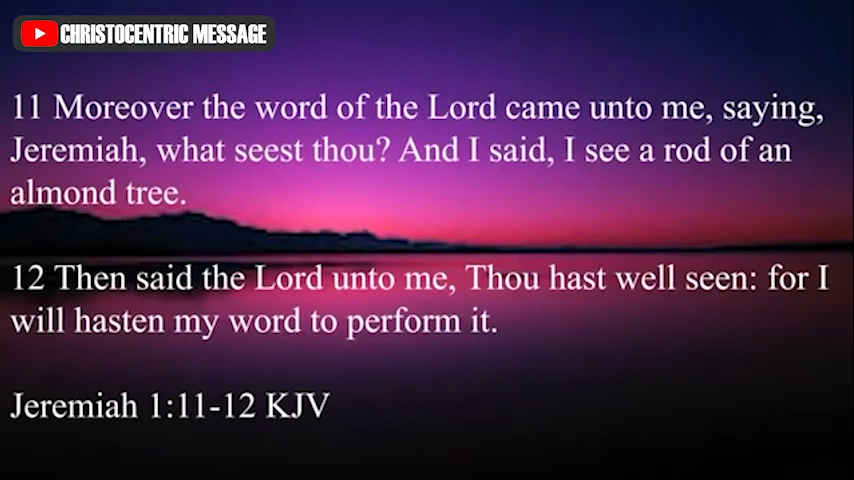 CHRISTOCENTRIC MESSAGE
11 Moreover the word of the Lord came unto me, saying,
Jeremiah, what seest thou? And I said, I see a rod of an
almond tree.
12 Then said the Lord unto me, Thou hast well seen: for I
will hasten my word to perform it.
Jeremiah 1:11-12 KJV